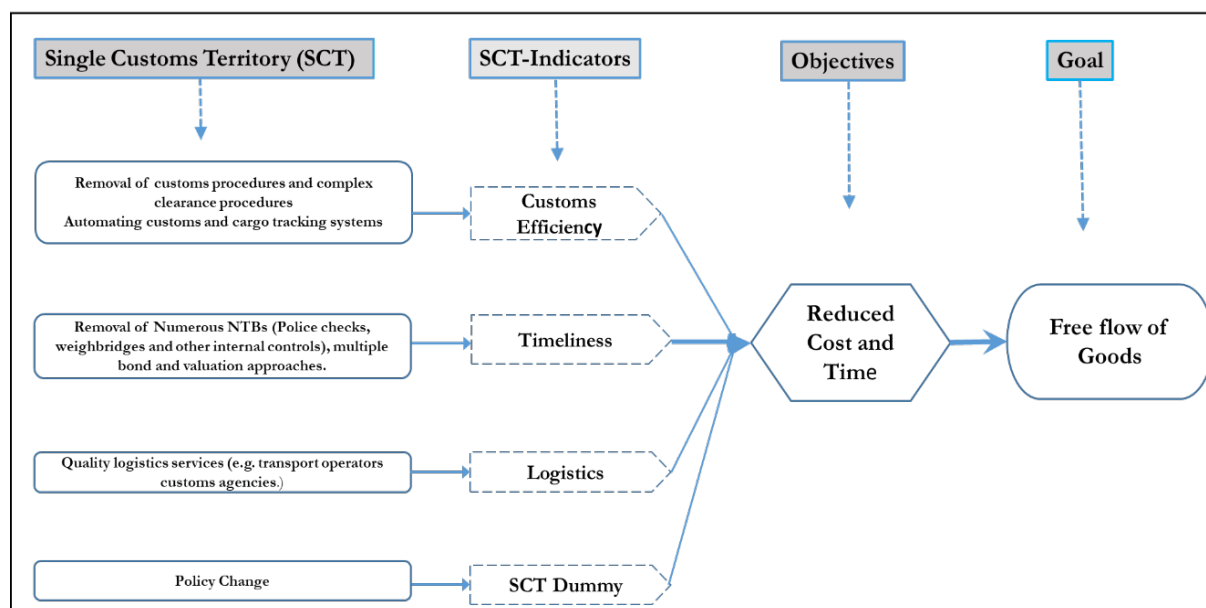 Single Customs Territory (SCT)
SCT-Indicators
Objectives
Goal
Removal of customs procedures and complex
clearance procedures
Automating customs and cargo tracking systems
Customs
Efficiency
Removal of Numerous NTBs (Police checks,
weighbridges and other internal controls), multiple
bond and valuation approaches.
Timeliness
Reduced
Cost and
Time
Free flow of
Goods
Quality logistics services (e.g. transport operators
customs agencies.)
Logistics
Policy Change
SCT Dummy